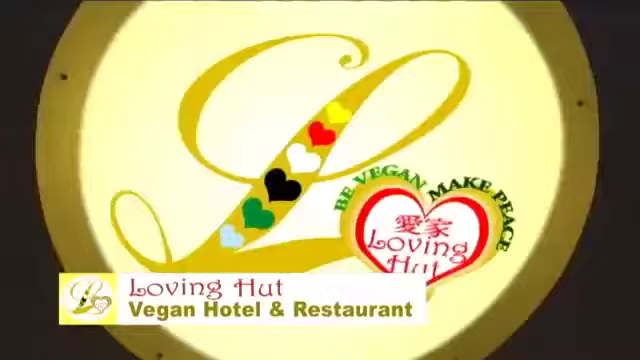 BE VEGAN MAKE PEACE
愛家
Loving
Hut
Loving Hut
Vegan Hotel & Restaurant